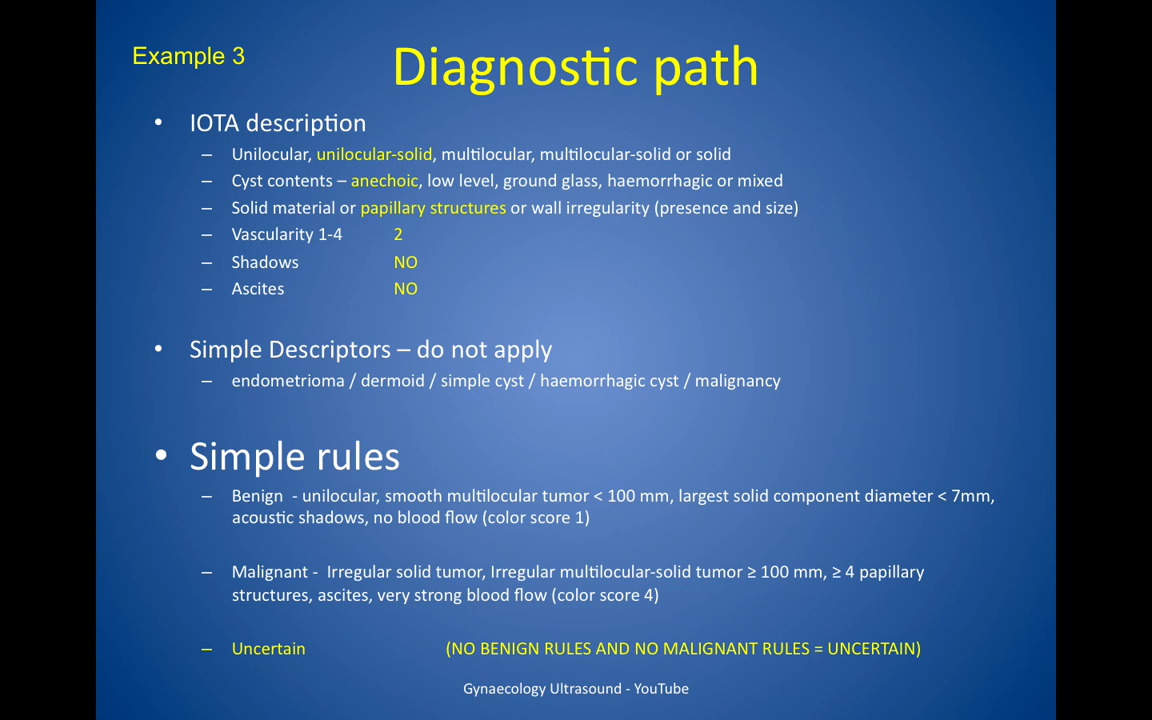 Example 3
Diagnostic path
• IOTA description
– Unilocular, unilocular-solid, multilocular, multilocular-solid or solid
– Cyst contents – anechoic, low level, ground glass, haemorrhagic or mixed
– Solid material or papillary structures or wall irregularity (presence and size)
– Vascularity 1-4 2
– Shadows NO
– Ascites NO
• Simple Descriptors – do not apply
– endometrioma / dermoid / simple cyst / haemorrhagic cyst / malignancy
• Simple rules
– Benign - unilocular, smooth multilocular tumor < 100 mm, largest solid component diameter < 7mm,
acoustic shadows, no blood flow (color score 1)
– Malignant - Irregular solid tumor, Irregular multilocular-solid tumor ≥ 100 mm, ≥ 4 papillary
structures, ascites, very strong blood flow (color score 4)
– Uncertain (NO BENIGN RULES AND NO MALIGNANT RULES = UNCERTAIN)
Gynaecology Ultrasound - YouTube